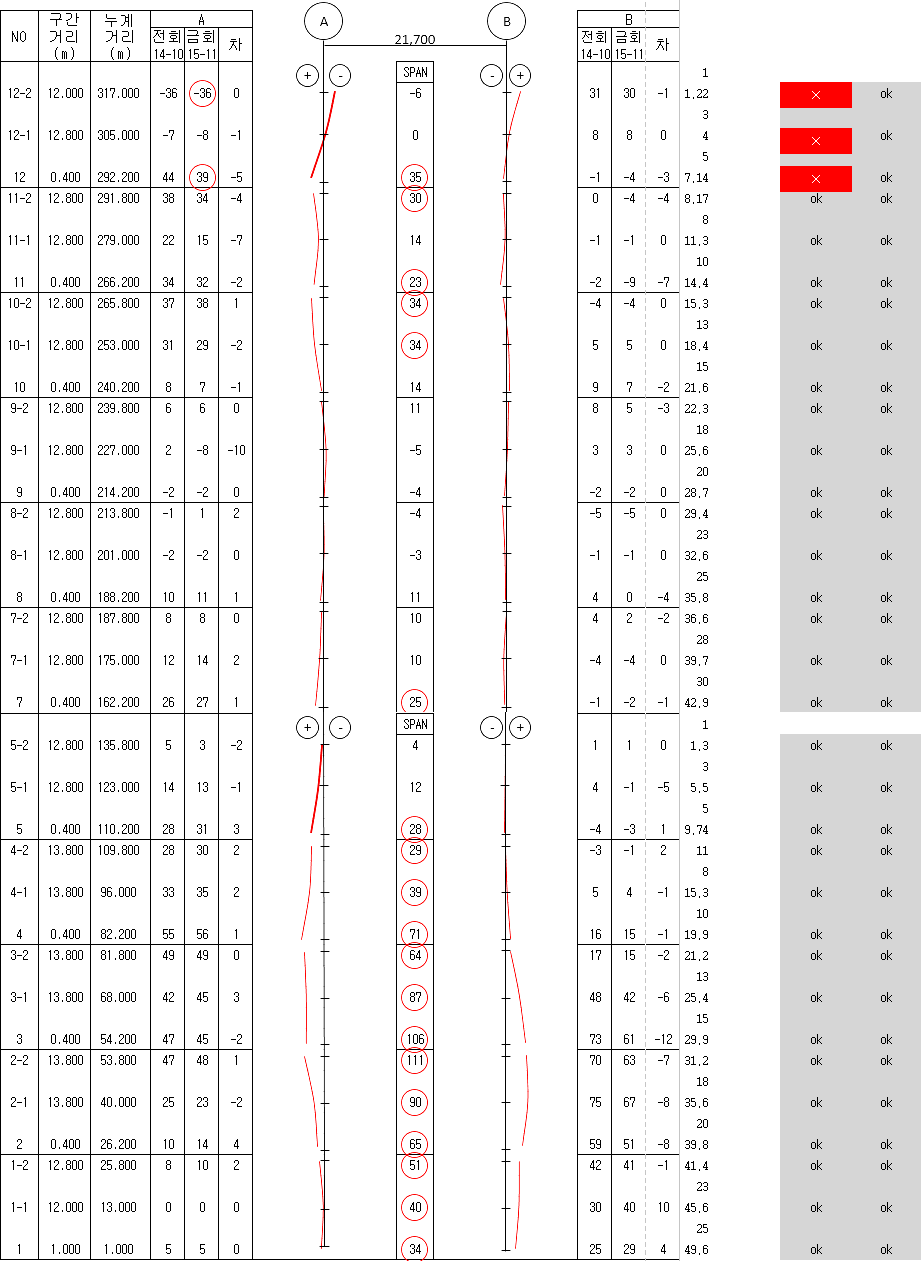 A B
NO 구간 거리 (m) 누계 거리 (m) A 21,700 B
전회 14-10 금회 15-11 차 + - SPAN - + 전회 14-10 금회 15-11 차
1
12-2 12.000 317.000 -36 -36 0 -6 31 30 -1 1,22 × ok
3
12-1 12.800 305.000 -7 -8 -1 0 8 8 0 4 × ok
5
12 0.400 292.200 44 39 -5 35 -1 -4 -3 7,14 × ok
11-2 12.800 291.800 38 34 -4 30 0 -4 -4 8,17 ok ok
8
11-1 12.800 279.000 22 15 -7 14 -1 -1 0 11,3 ok ok
10
11 0.400 266.200 34 32 -2 23 -2 -9 -7 14,4 ok ok
10-2 12.800 265.800 37 38 1 34 -4 -4 0 15,3 ok ok
13
10-1 12.800 253.000 31 29 -2 34 5 5 0 18,4 ok ok
15
10 0.400 240.200 8 7 -1 14 9 7 -2 21,6 ok ok
9-2 12.800 239.800 6 6 0 11 8 5 -3 22,3 ok ok
18
9-1 12.800 227.000 2 -8 -10 -5 3 3 0 25,6 ok ok
20
9 0.400 214.200 -2 -2 0 -4 -2 -2 0 28,7 ok ok
8-2 12.800 213.800 -1 1 2 -4 -5 -5 0 29,4 ok ok
23
8-1 12.800 201.000 -2 -2 0 -3 -1 -1 0 32,6 ok ok
25
8 0.400 188.200 10 11 1 11 4 0 -4 35,8 ok ok
7-2 12.800 187.800 8 8 0 10 4 2 -2 36,6 ok ok
28
7-1 12.800 175.000 12 14 2 10 -4 -4 0 39,7 ok ok
30
7 0.400 162.200 26 27 1 25 -1 -2 -1 42,9 ok ok
+ - SPAN - + 1
5-2 12.800 135.800 5 3 -2 4 1 1 0 1,3 ok ok
3
5-1 12.800 123.000 14 13 -1 12 4 -1 -5 5,5 ok ok
5
5 0.400 110.200 28 31 3 28 -4 -3 1 9,74 ok ok
4-2 13.800 109.800 28 30 2 29 -3 -1 2 11 ok ok
8
4-1 13.800 96.000 33 35 2 39 5 4 -1 15,3 ok ok
10
4 0.400 82.200 55 56 1 71 16 15 -1 19,9 ok ok
3-2 13.800 81.800 49 49 0 64 17 15 -2 21,2 ok ok
13
3-1 13.800 68.000 42 45 3 87 48 42 -6 25,4 ok ok
15
3 0.400 54.200 47 45 -2 106 73 61 -12 29,9 ok ok
2-2 13.800 53.800 47 48 1 111 70 63 -7 31,2 ok ok
18
2-1 13.800 40.000 25 23 -2 90 75 67 -8 35,6 ok ok
20
2 0.400 26.200 10 14 4 65 59 51 -8 39,8 ok ok
1-2 12.800 25.800 8 10 2 51 42 41 -1 41,4 ok ok
23
1-1 12.000 13.000 0 0 0 40 30 40 10 45,6 ok ok
25
1 1.000 1.000 5 5 0 34 25 29 4 49,6 ok ok